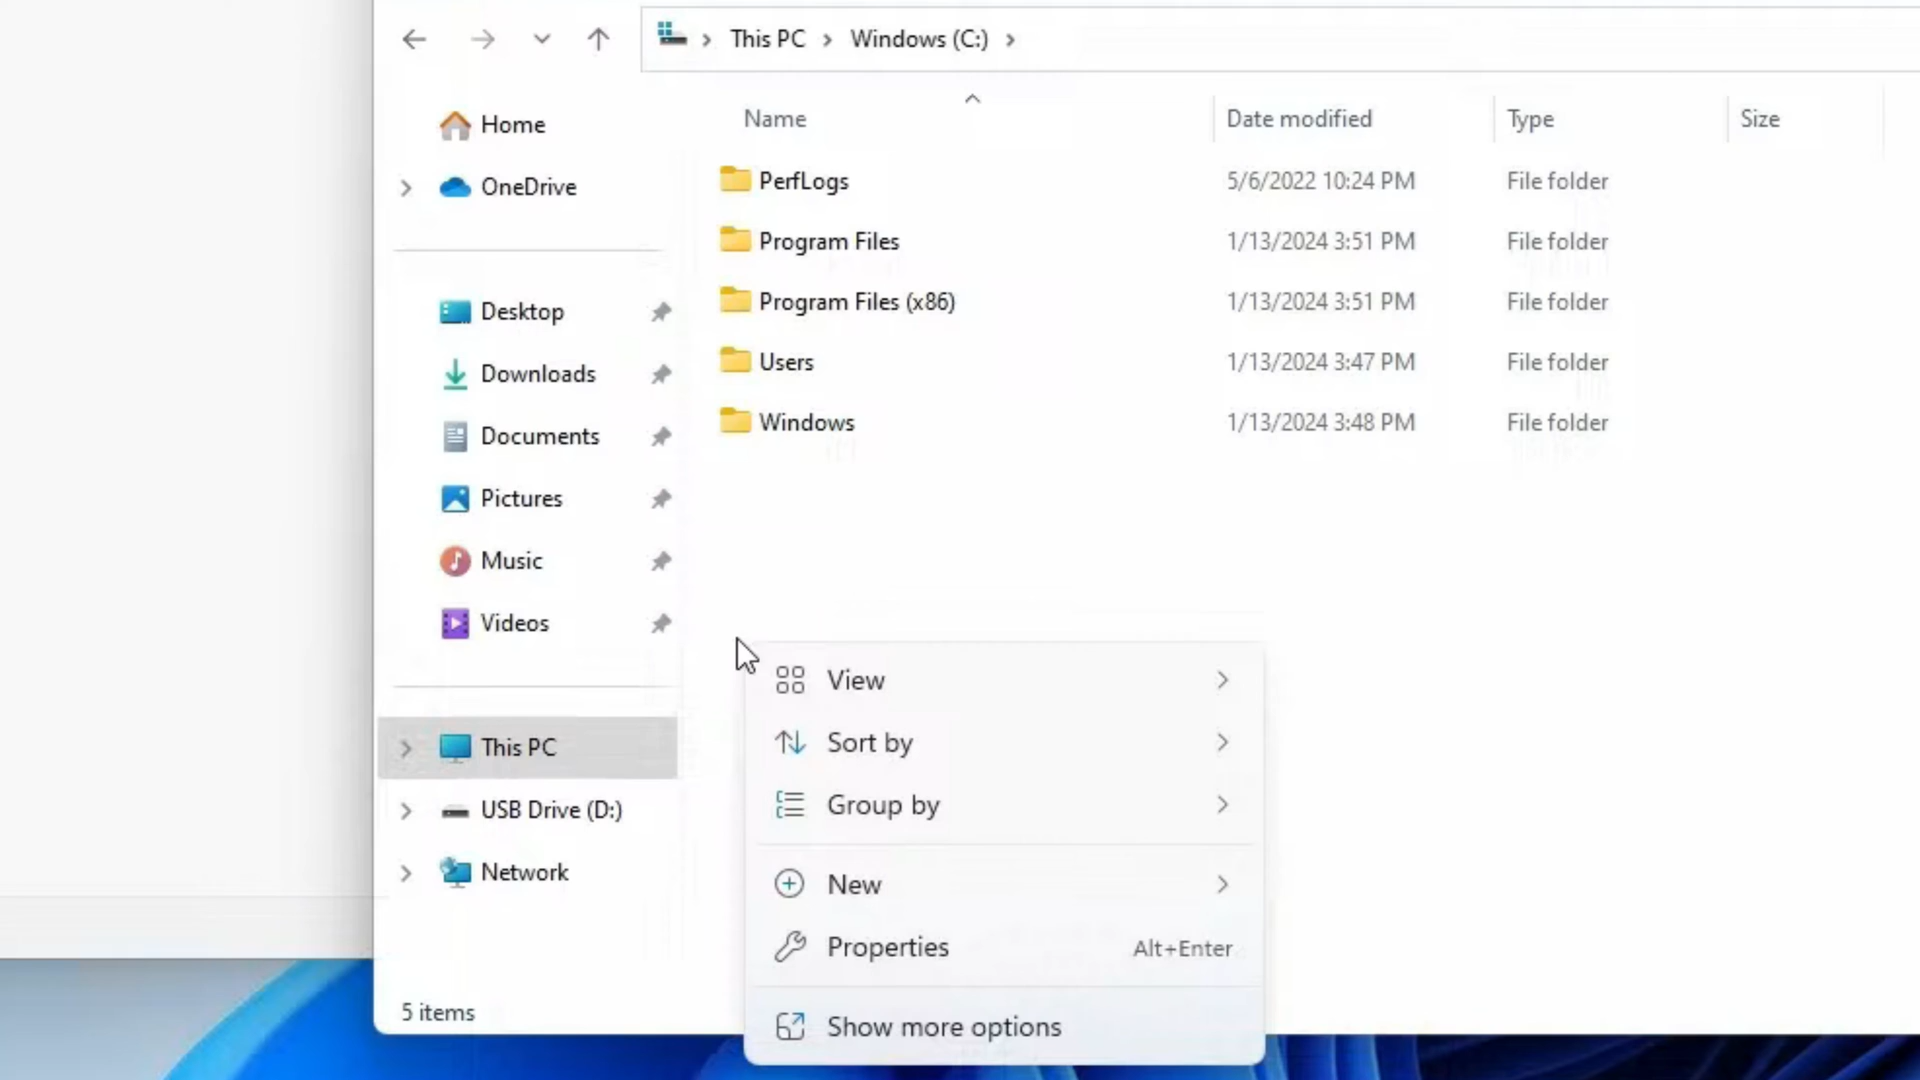 This PC
Windows (C:)
Home
OneDrive
Desktop
Downloads
Documents
Pictures
Music
Videos
This PC
USB Drive (D:)
Network
Name Date modified Type Size
PerfLogs 5/6/2022 10:24 PM File folder
Program Files 1/13/2024 3:51 PM File folder
Program Files (x86) 1/13/2024 3:51 PM File folder
Users 1/13/2024 3:47 PM File folder
Windows 1/13/2024 3:48 PM File folder
View
Sort by
Group by
New
Properties Alt+Enter
Show more options
5 items